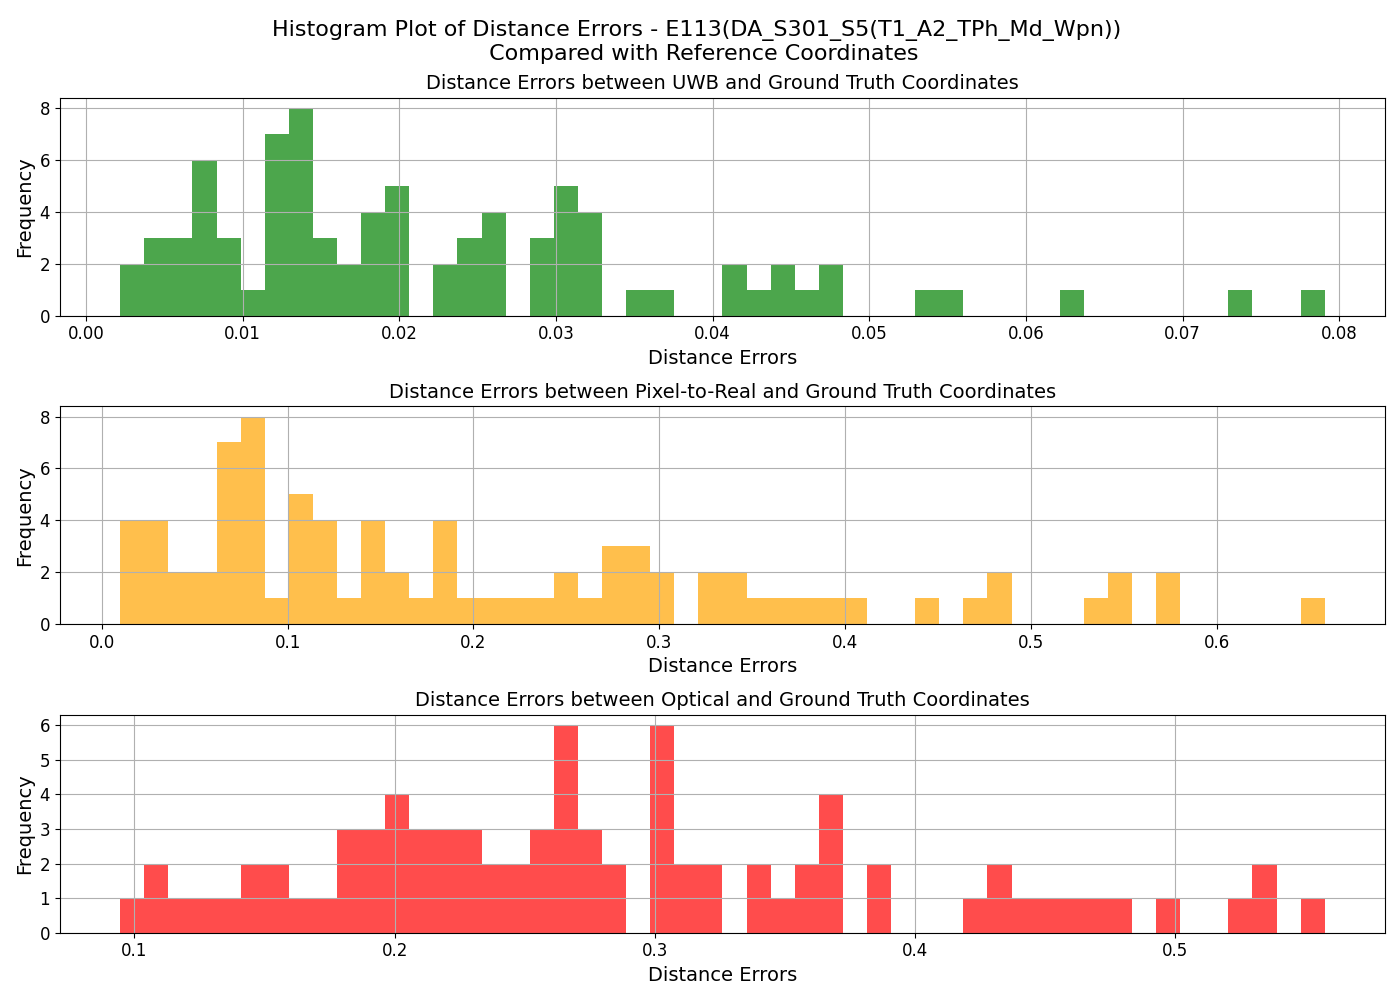 Histogram Plot of Distance Errors - E113(DA_S301_S5(T1_A2_TPh_Md_Wpn))
Compared with Reference Coordinates
Distance Errors between UWB and Ground Truth Coordinates
Frequency
8
6
4
2
0
0.00 0.01 0.02 0.03 0.04 0.05 0.06 0.07 0.08
Distance Errors
Distance Errors between Pixel-to-Real and Ground Truth Coordinates
Frequency
8
6
4
2
0
0.0 0.1 0.2 0.3 0.4 0.5 0.6
Distance Errors
Distance Errors between Optical and Ground Truth Coordinates
Frequency
6
5
4
3
2
1
0
0.1 0.2 0.3 0.4 0.5
Distance Errors